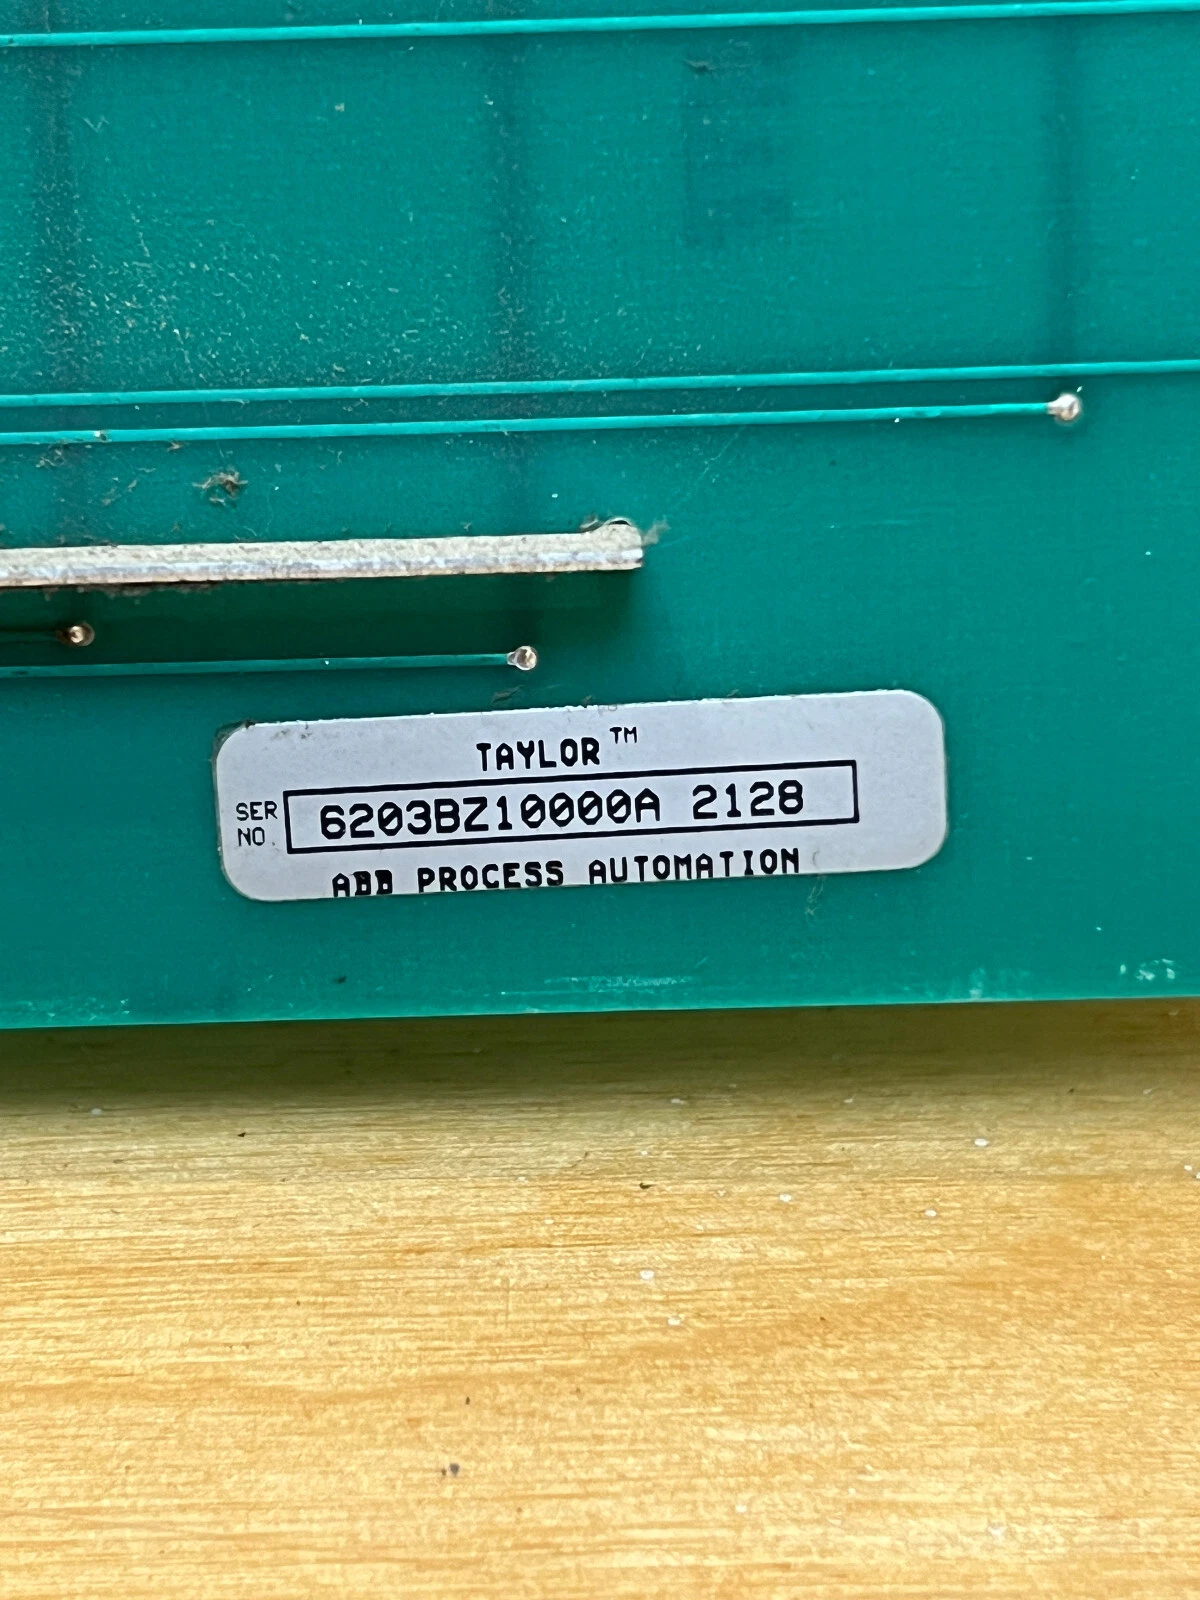 TAYLOR™
SER NO. 6203BZ10000A 2128
ABB PROCESS AUTOMATION